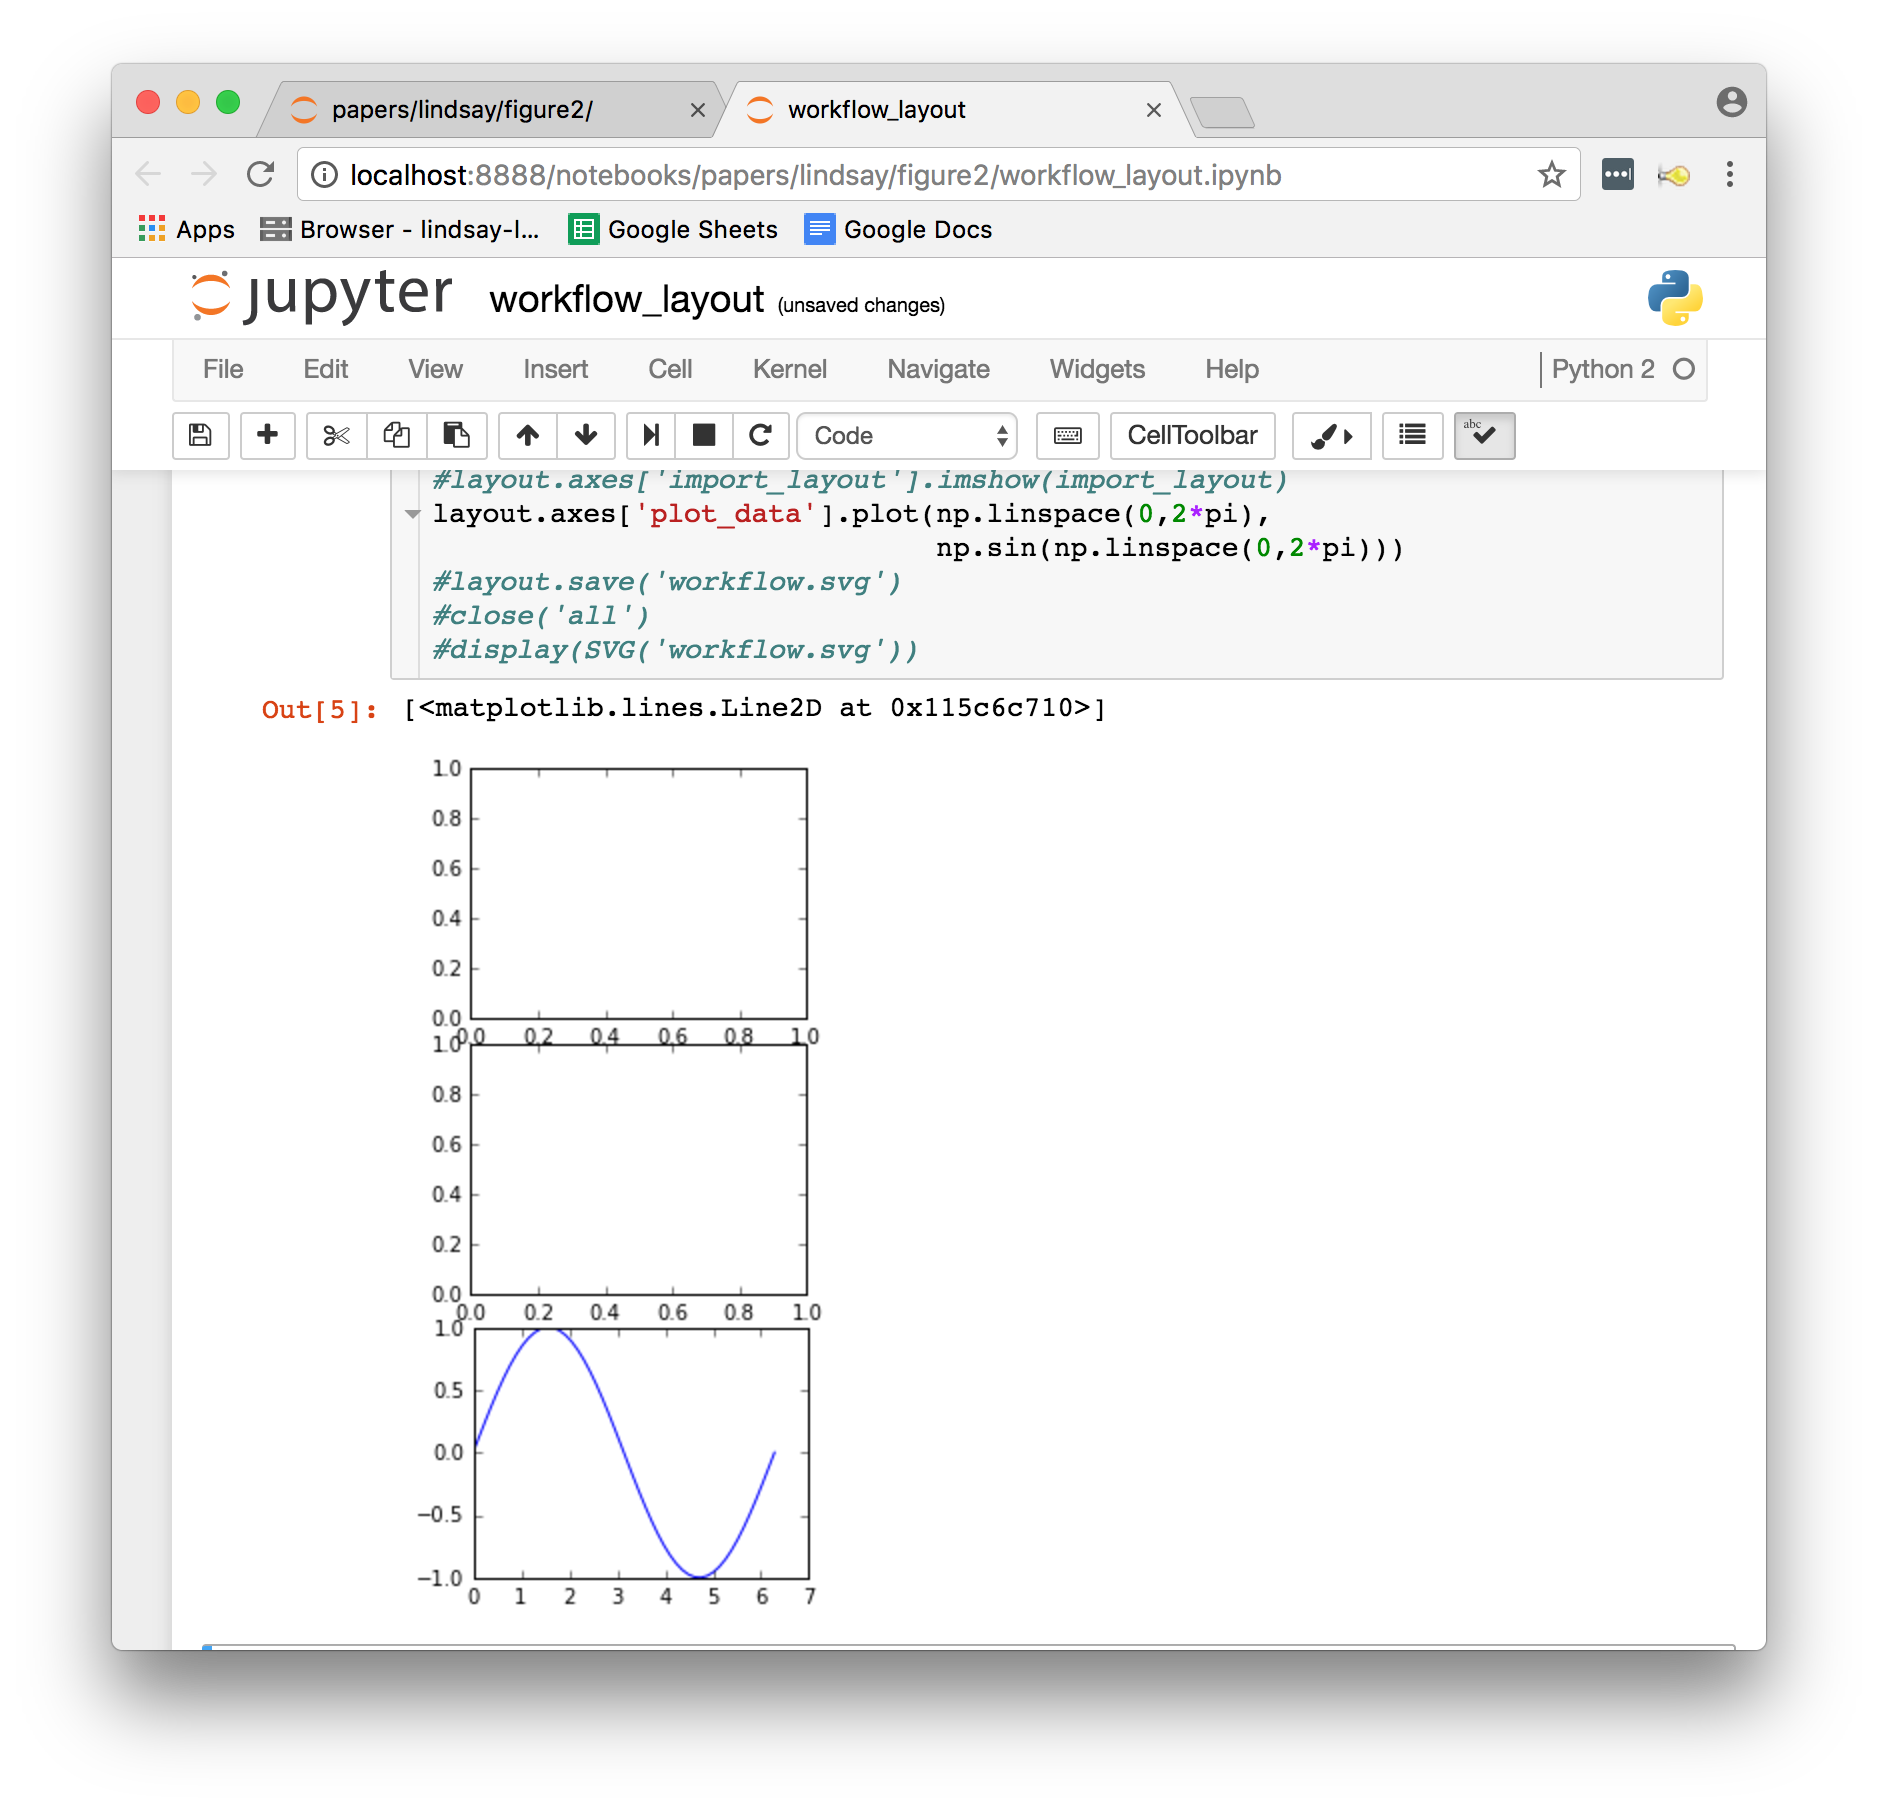 papers/lindsay/figure2/
workflow_layout
localhost:8888/notebooks/papers/lindsay/figure2/workflow_layout.ipynb
Apps Browser - lindsay-l... Google Sheets Google Docs
jupyter workflow_layout (unsaved changes)
File Edit View Insert Cell Kernel Navigate Widgets Help Python 2
Code CellToolbar abc
#layout.axes['import_layout'].imshow(import_layout)
layout.axes['plot_data'].plot(np.linspace(0,2*pi),
np.sin(np.linspace(0,2*pi)))
#layout.save('workflow.svg')
#close('all')
#display(SVG('workflow.svg'))
Out[5]: [<matplotlib.lines.Line2D at 0x115c6c710>]
1.0
0.8
0.6
0.4
0.2
0.0
0.0 0.2 0.4 0.6 0.8 1.0
1.0
0.8
0.6
0.4
0.2
0.0
0.0 0.2 0.4 0.6 0.8 1.0
1.0
0.5
0.0
−0.5
−1.0
0 1 2 3 4 5 6 7